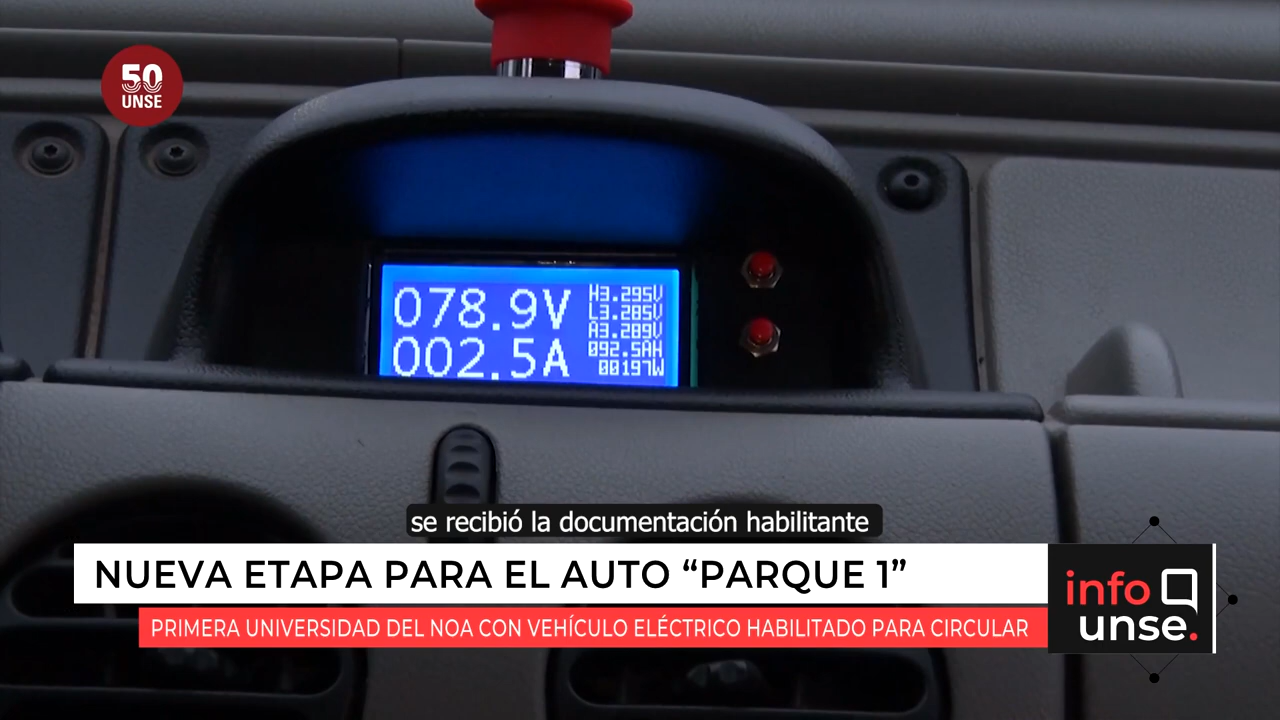 50
UNSE
078.9V
002.5A
H3.295V
L3.285V
A3.289V
092.5AH
00197W
se recibió la documentación habilitante
NUEVA ETAPA PARA EL AUTO “PARQUE 1”
PRIMERA UNIVERSIDAD DEL NOA CON VEHÍCULO ELÉCTRICO HABILITADO PARA CIRCULAR
info
unse.